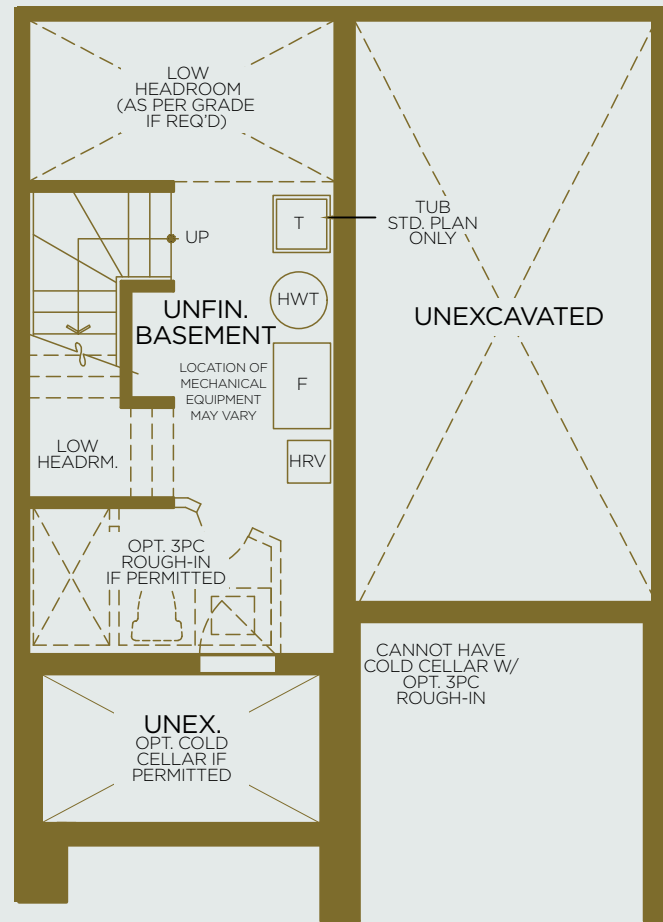 LOW
HEADROOM
(AS PER GRADE
IF REQ'D)
T
TUB
STD. PLAN
ONLY
UP
HWT
UNFIN.
BASEMENT
UNEXCAVATED
LOCATION OF
MECHANICAL
EQUIPMENT
MAY VARY
F
LOW
HEADRM.
HRV
OPT. 3PC
ROUGH-IN
IF PERMITTED
CANNOT HAVE
COLD CELLAR W/
OPT. 3PC
ROUGH-IN
UNEX.
OPT. COLD
CELLAR IF
PERMITTED